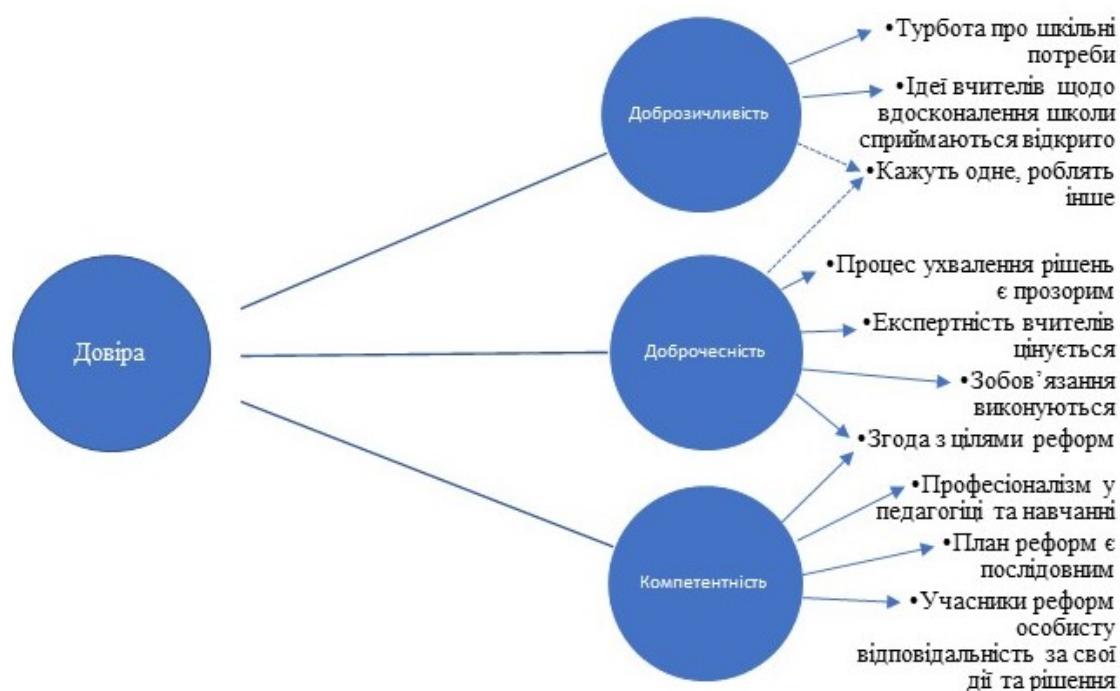 Довіра
Доброзичливість
•Турбота про шкільні
потреби
•Ідеї вчителів щодо
вдосконалення школи
сприймаються відкрито
•Кажуть одне, роблять
інше
Доброчесність
•Процес ухвалення рішень
є прозорим
•Експертність вчителів
цінується
•Зобов’язання
виконуються
•Згода з цілями реформ
Компетентність
•Професіоналізм у
педагогіці та навчанні
•План реформ є
послідовним
•Учасники реформ
особисту
відповідальність за свої
дії та рішення